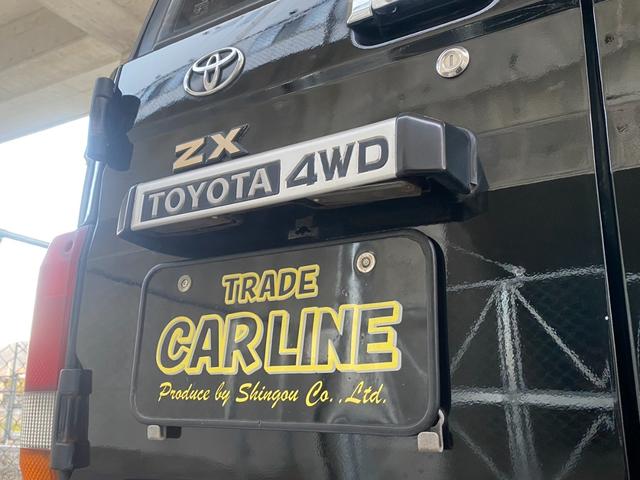 ZX
TOYOTA 4WD
TRADE
CAR LINE
Produce by Shingou Co.,Ltd.